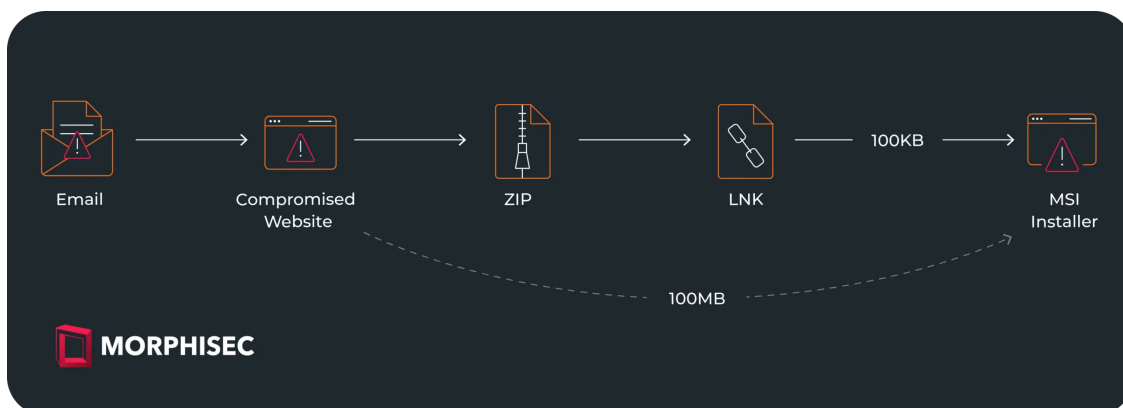 Email
Compromised
Website
ZIP
LNK
100KB
MSI
Installer
100MB
MORPHISEC